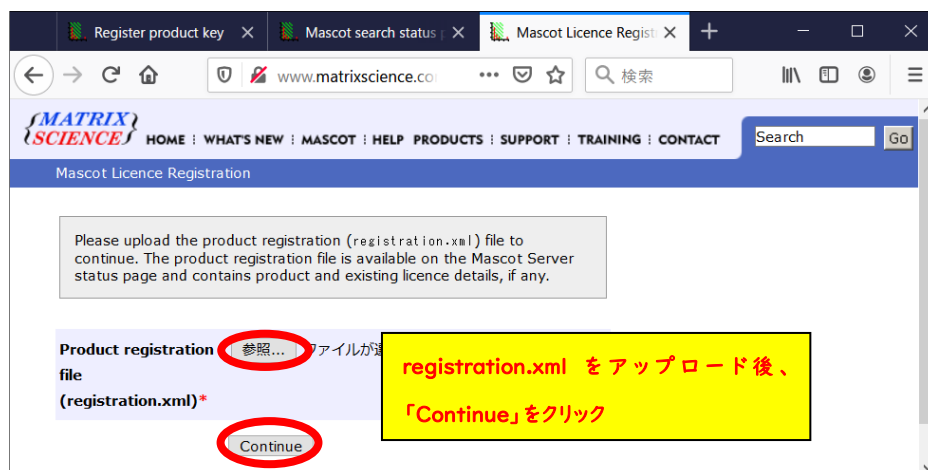 Register product key
Mascot search status
Mascot Licence Regist
www.matrixscience.co
検索
MATRIX
SCIENCE
HOME WHAT'S NEW MASCOT HELP PRODUCTS SUPPORT TRAINING CONTACT
Search
Go
Mascot Licence Registration
Please upload the product registration (registration.xml) file to
continue. The product registration file is available on the Mascot Server
status page and contains product and existing licence details, if any.
Product registration 参照... ファイルが
file
(registration.xml)*
registration.xml をアップロード後、
「Continue」をクリック
Continue